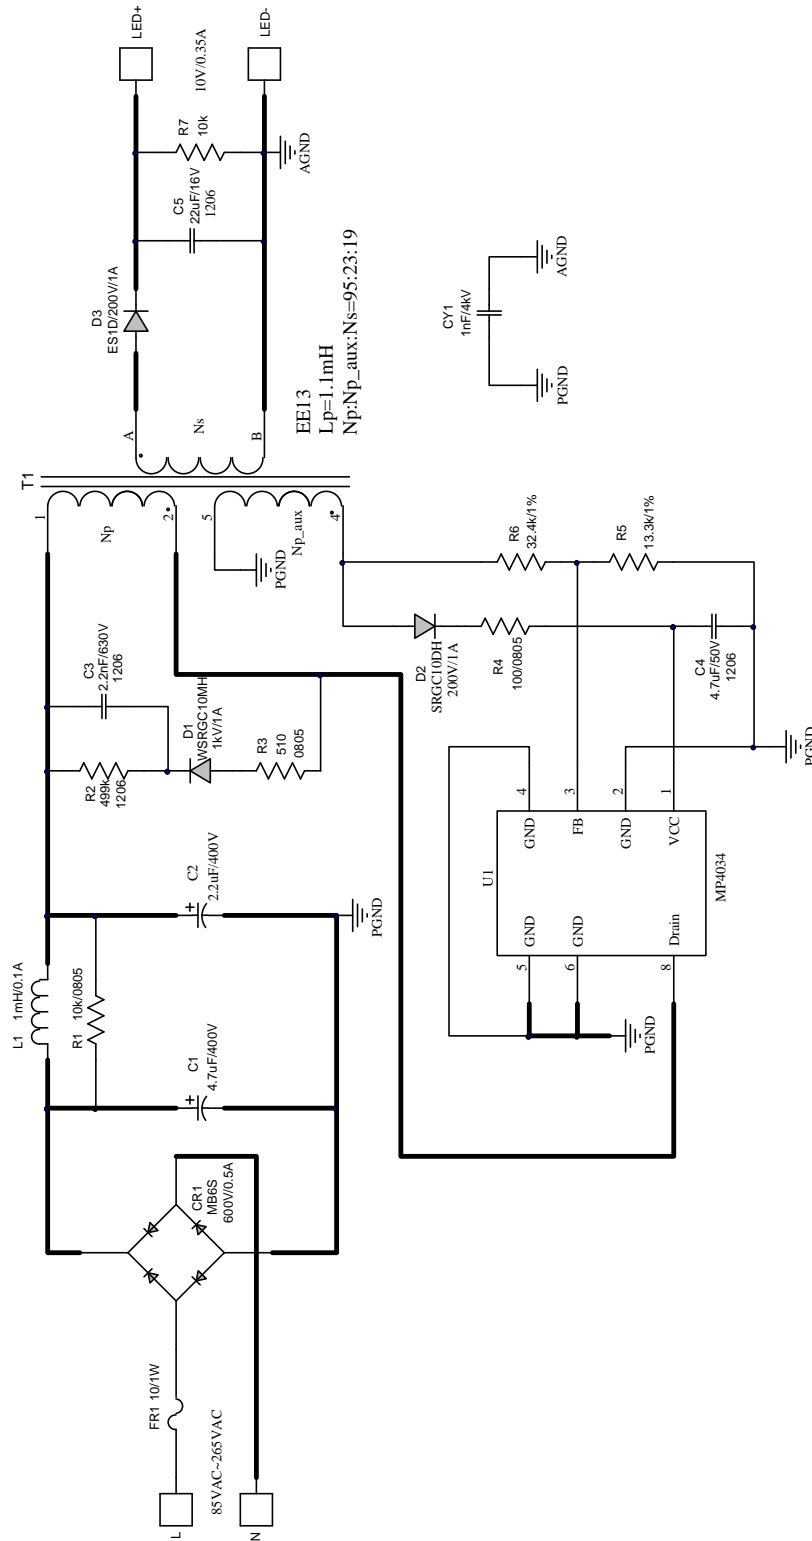 L
N
85VAC~265VAC
FR1 10/1W
CR1
MB6S
600V/0.5A
L1 1mH/0.1A
R1 10k/0805
C1
4.7uF/400V
C2
2.2uF/400V
PGND
R2
499k
1206
C3
2.2nF/630V
1206
D1
WSRGC10MH
1kV/1A
R3
510
0805
T1
1
Np
2
5
Np_aux
4
PGND
A
Ns
B
EE13
Lp=1.1mH
Np:Np_aux:Ns=95:23:19
D3
ES1D/200V/1A
C5
22uF/16V
1206
R7
10k
AGND
LED+
10V/0.35A
LED-
U1
MP4034
5
GND
6
GND
8
Drain
4
GND
3
FB
2
GND
1
VCC
PGND
D2
SRGC10DH
200V/1A
R4
100/0805
R6
32.4k/1%
R5
13.3k/1%
C4
4.7uF/50V
1206
PGND
CY1
1nF/4kV
PGND
AGND